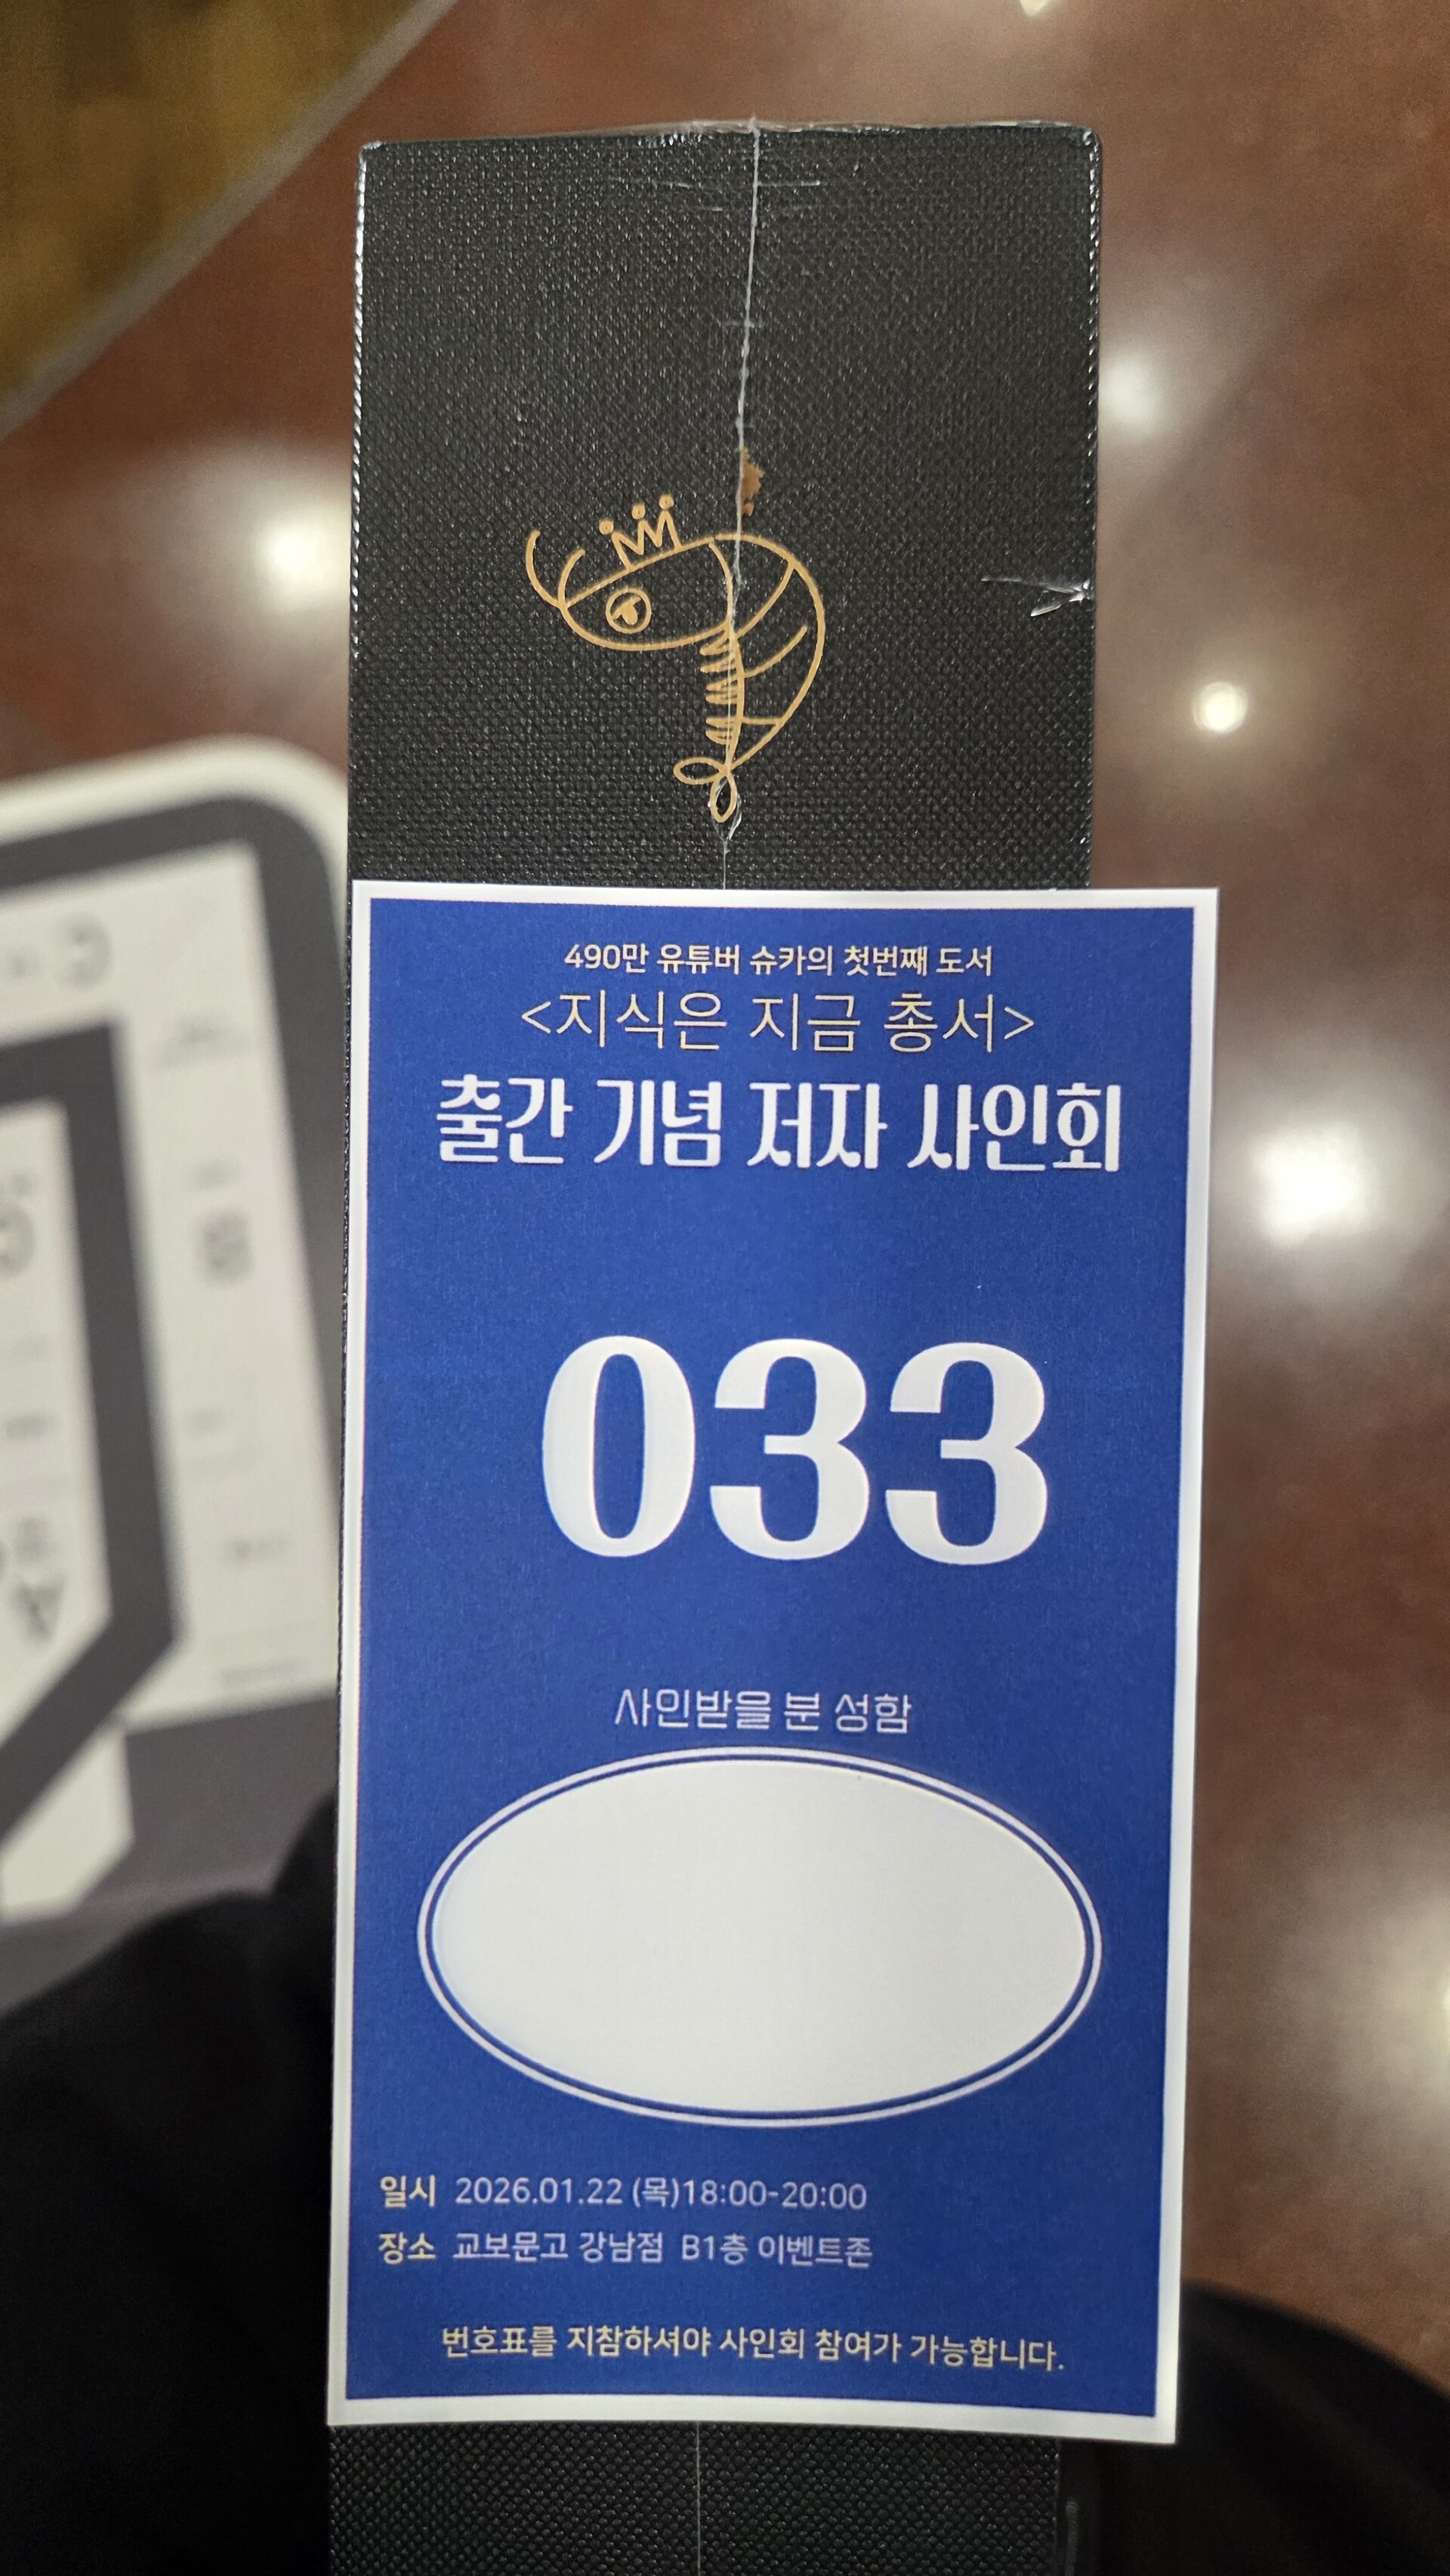 490만 유튜버 슈카의 첫번째 도서
<지식은 지금 총서>
출간 기념 저자 사인회
033
사인받을 분 성함
일시 2026.01.22 (목)18:00-20:00
장소 교보문고 강남점 B1층 이벤트존
번호표를 지참하셔야 사인회 참여가 가능합니다.